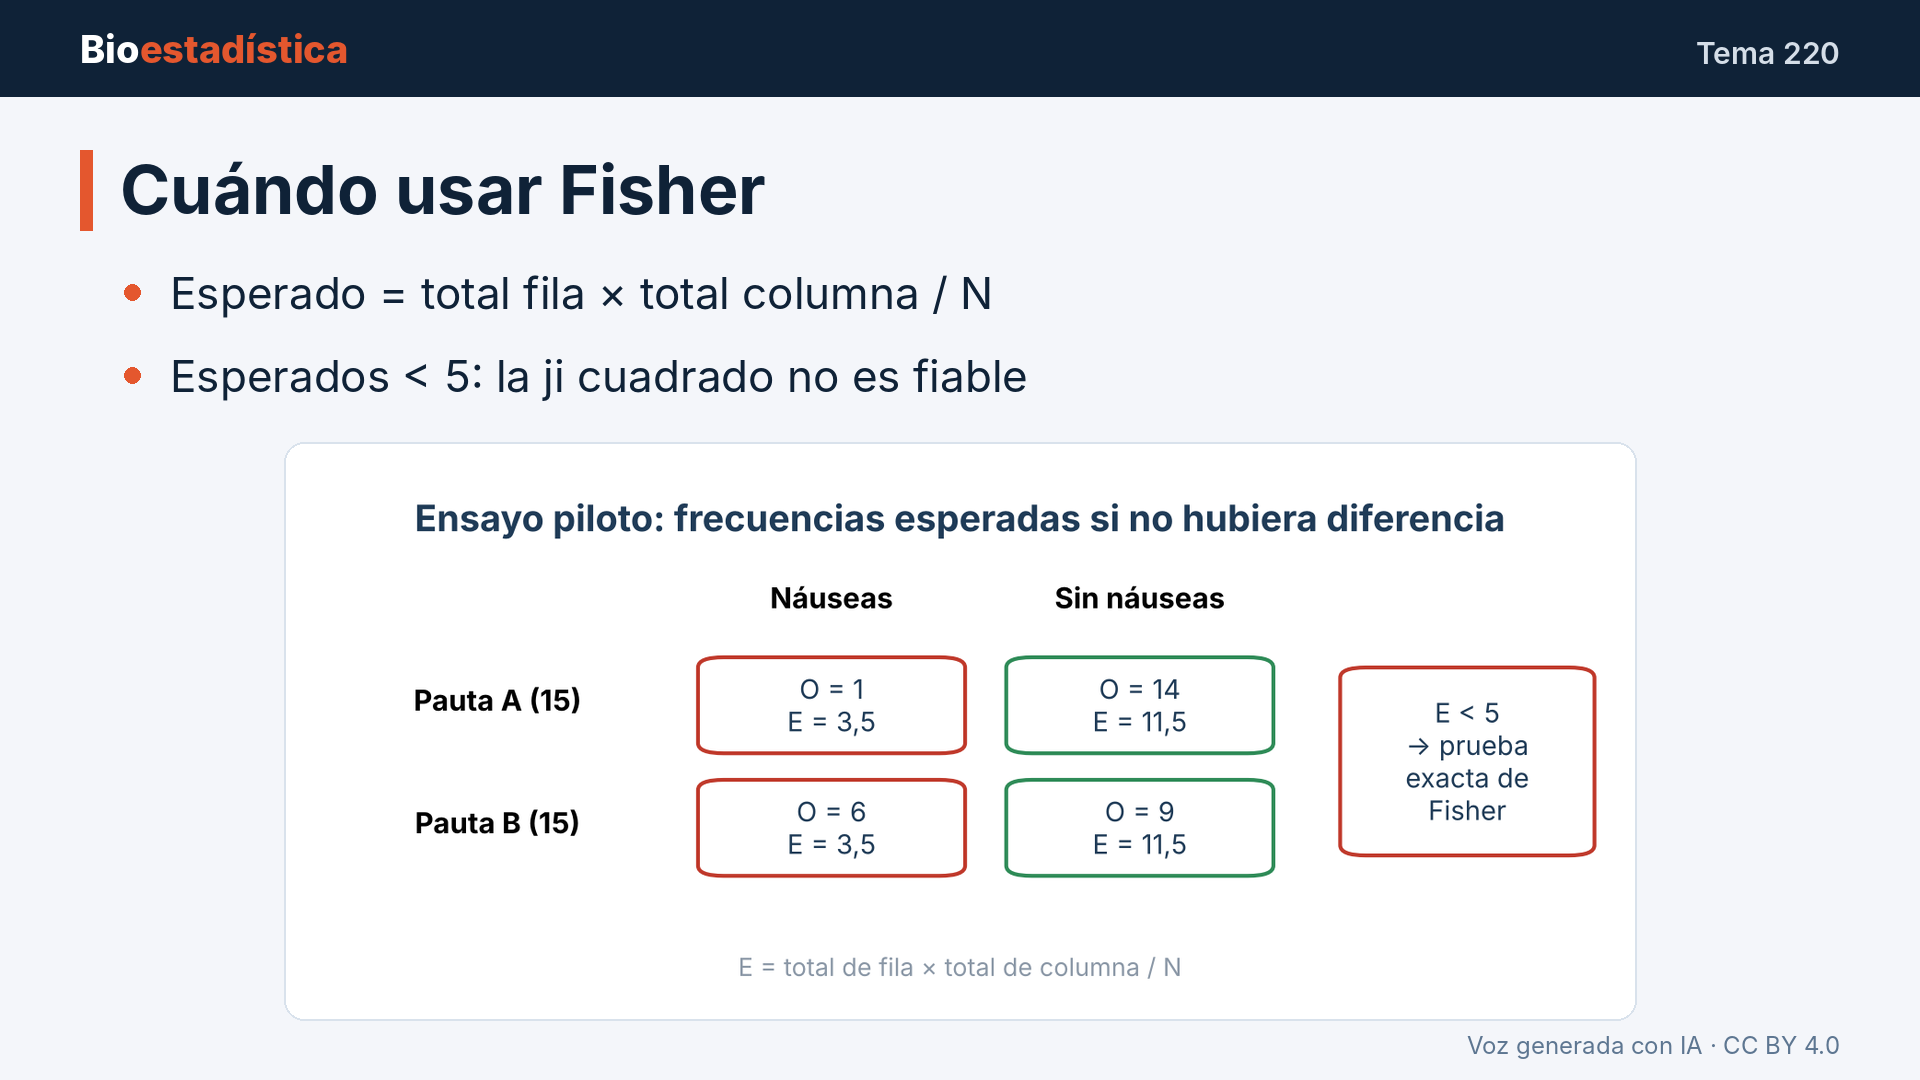 Bioestadística
Tema 220
Cuándo usar Fisher
• Esperado = total fila × total columna / N
• Esperados < 5: la ji cuadrado no es fiable
Ensayo piloto: frecuencias esperadas si no hubiera diferencia
Náuseas
Sin náuseas
Pauta A (15)
O = 1
E = 3,5
O = 14
E = 11,5
Pauta B (15)
O = 6
E = 3,5
O = 9
E = 11,5
E < 5
→ prueba
exacta de
Fisher
E = total de fila × total de columna / N
Voz generada con IA · CC BY 4.0